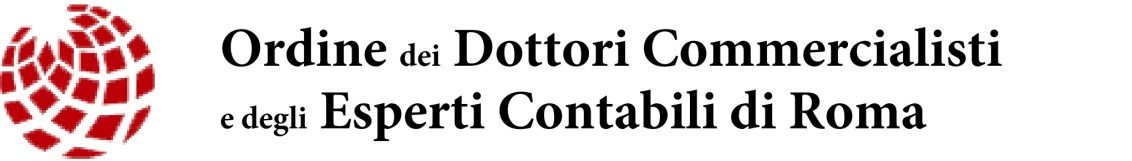 Ordine dei Dottori Commercialisti
e degli Esperti Contabili di Roma